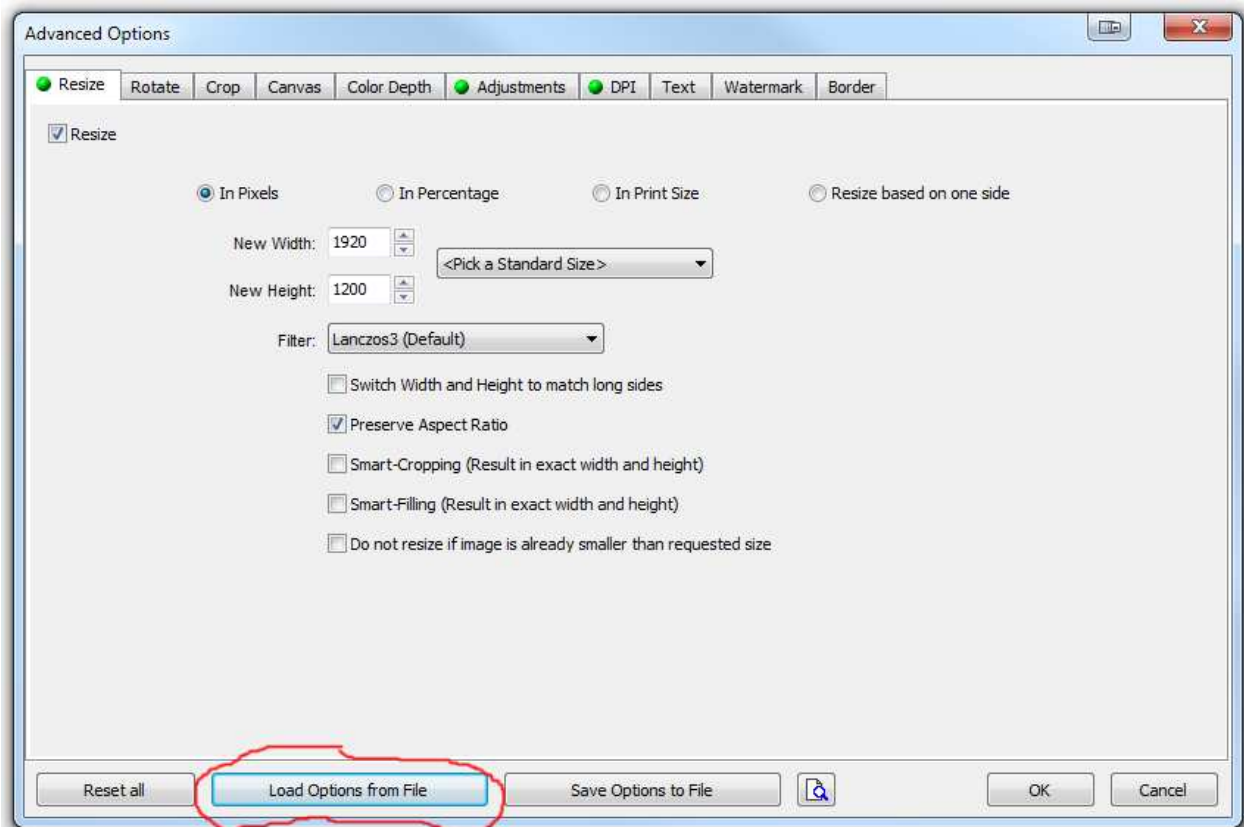 Advanced Options
Resize Rotate Crop Canvas Color Depth Adjustments DPI Text Watermark Border
Resize
In Pixels In Percentage In Print Size Resize based on one side
New Width: 1920
<Pick a Standard Size>
New Height: 1200
Filter: Lanczos3 (Default)
Switch Width and Height to match long sides
Preserve Aspect Ratio
Smart-Cropping (Result in exact width and height)
Smart-Filling (Result in exact width and height)
Do not resize if image is already smaller than requested size
Reset all Load Options from File Save Options to File OK Cancel